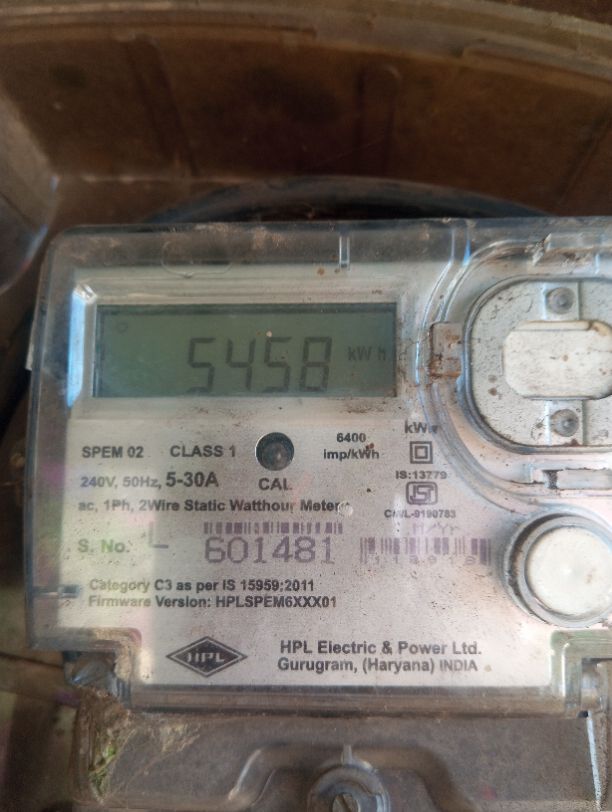 5458 kWh
SPEM 02 CLASS 1
6400
imp/kWh
kWh
240V, 50Hz, 5-30A
CAL
IS:13779
ac, 1Ph, 2Wire Static Watthour Meter
CM/L-9190783
S. No. L- 601481
Category C3 as per IS 15959:2011
Firmware Version: HPLSPEM6XXX01
HPL
HPL Electric & Power Ltd.
Gurugram, (Haryana) INDIA